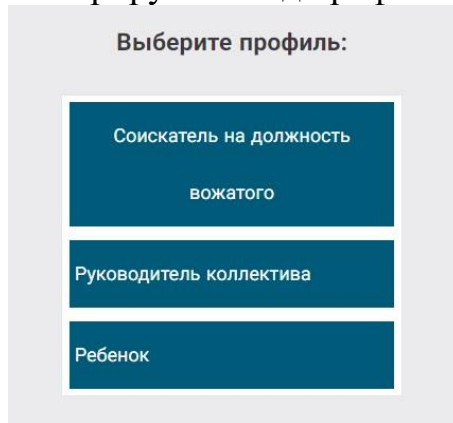 Выберите профиль:
Соискатель на должность
вожатого
Руководитель коллектива
Ребенок